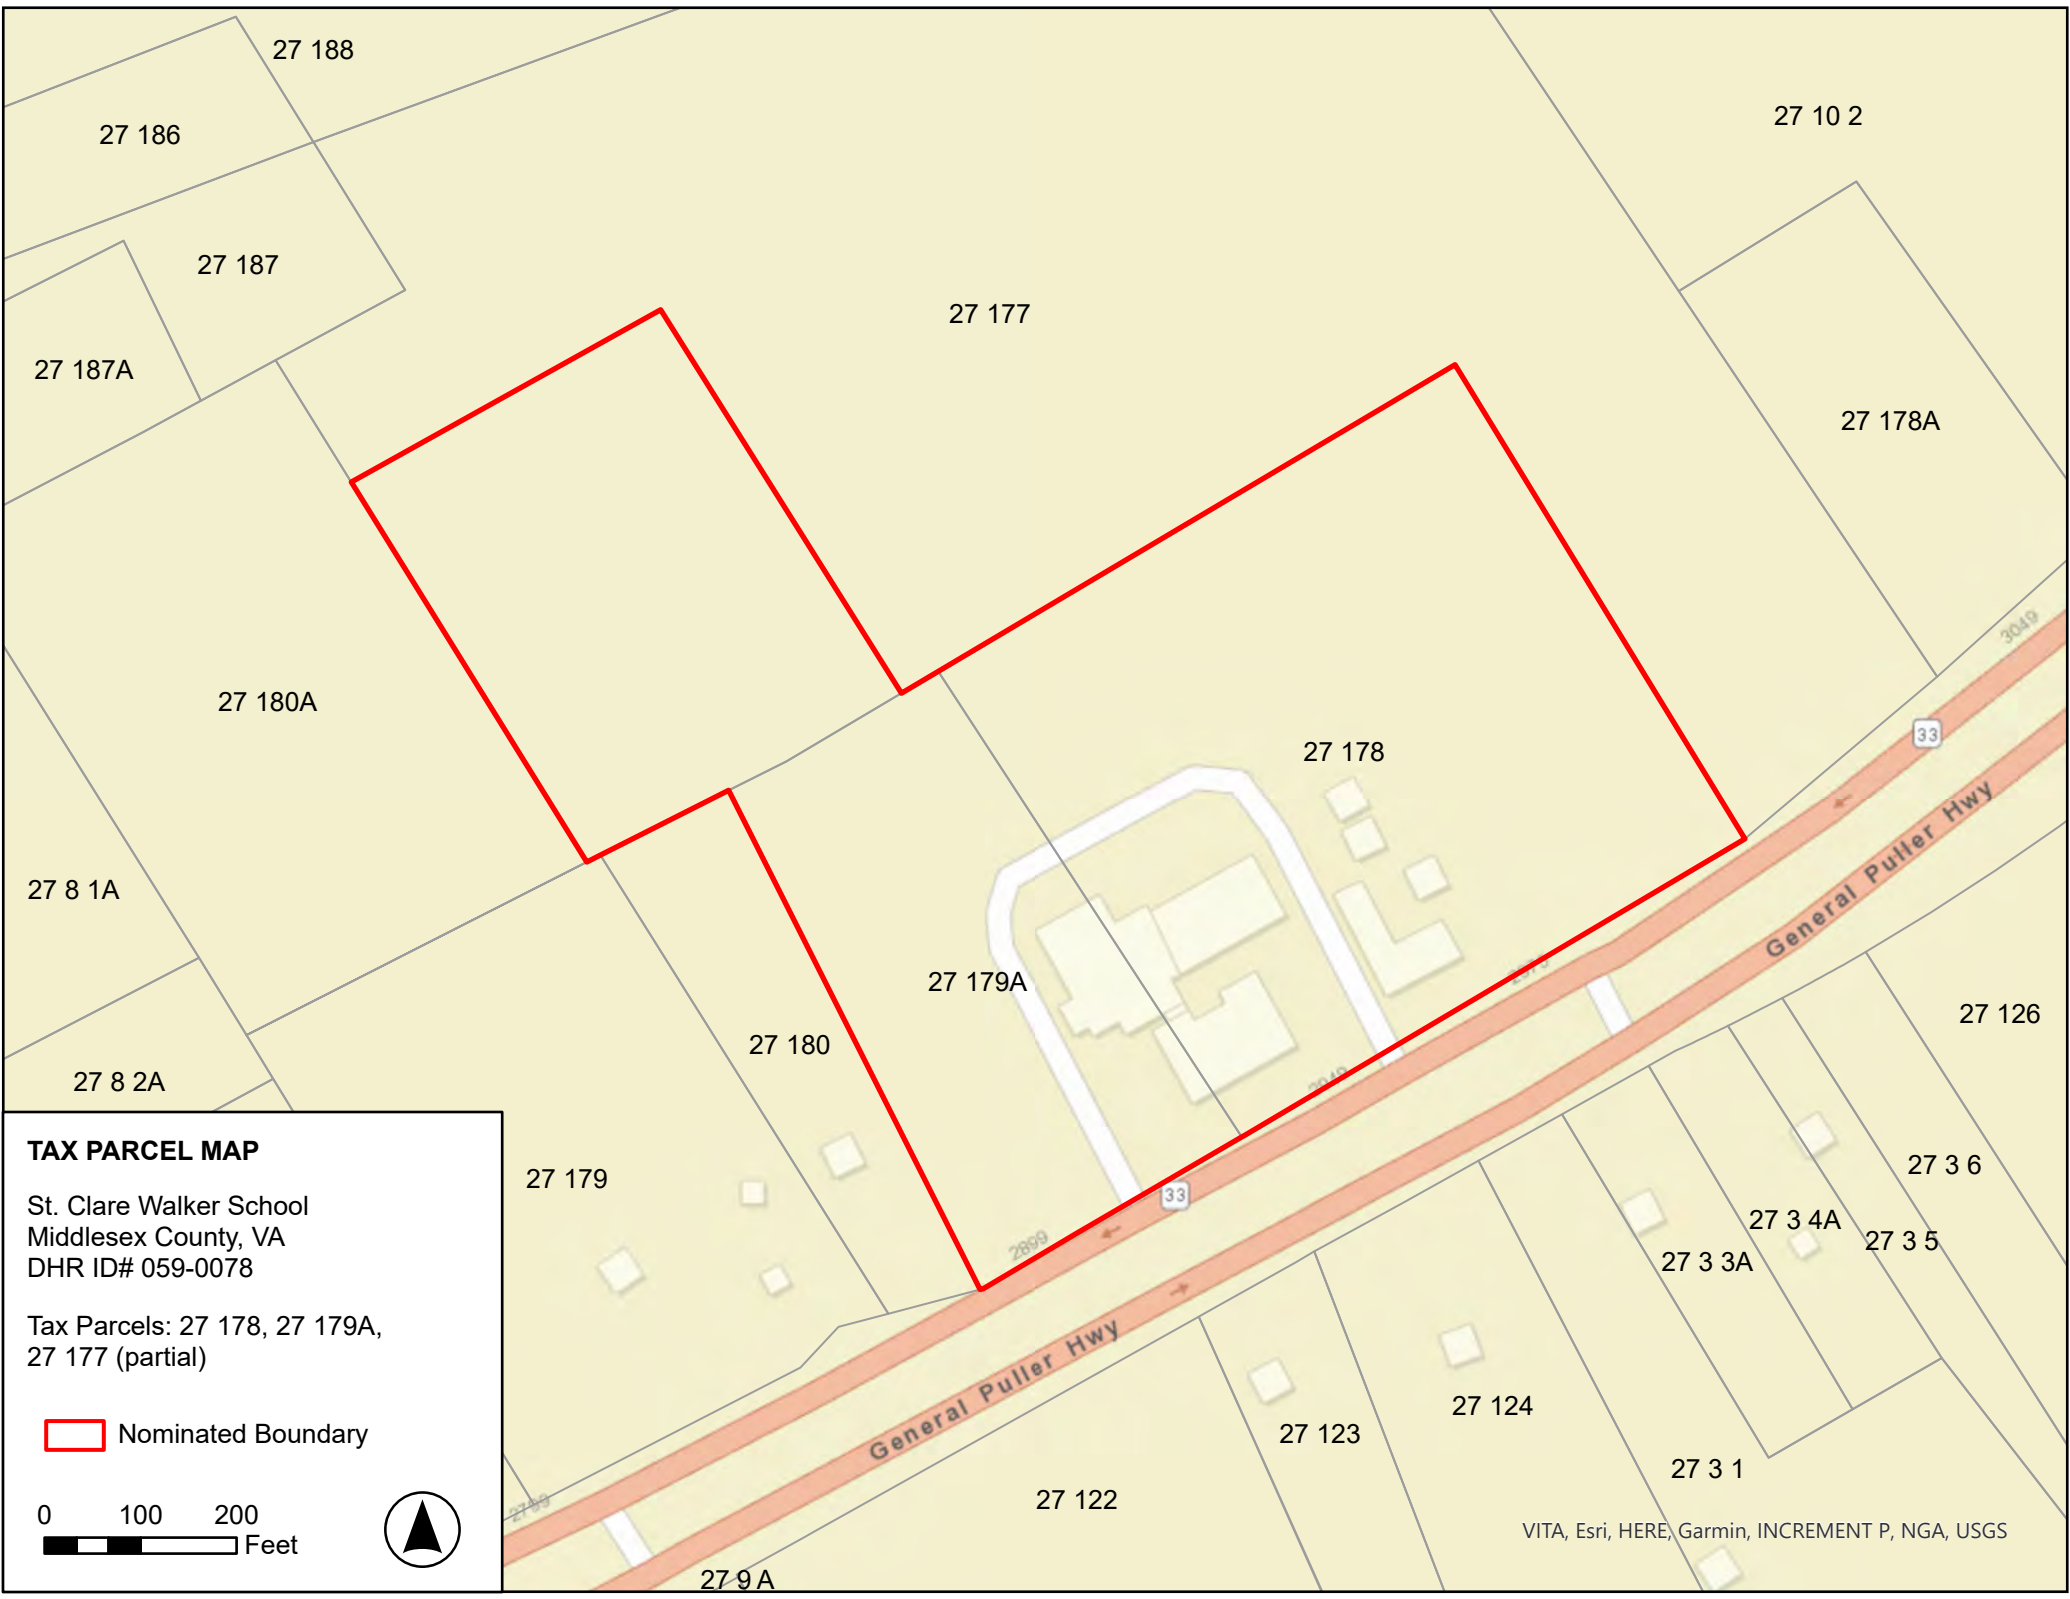 27 188
27 186
27 10 2
27 187
27 177
27 187A
27 178A
3049
27 180A
33
27 178
General Puller Hwy
27 8 1A
27 179A
27 126
27 180
27 8 2A
TAX PARCEL MAP
St. Clare Walker School
Middlesex County, VA
DHR ID# 059-0078
Tax Parcels: 27 178, 27 179A,
27 177 (partial)
Nominated Boundary
0 100 200
Feet
27 179
33
2899
27 3 6
27 3 4A
27 3 5
27 3 3A
General Puller Hwy
27 124
27 123
27 3 1
27 122
2799
VITA, Esri, HERE, Garmin, INCREMENT P, NGA, USGS
27 9 A